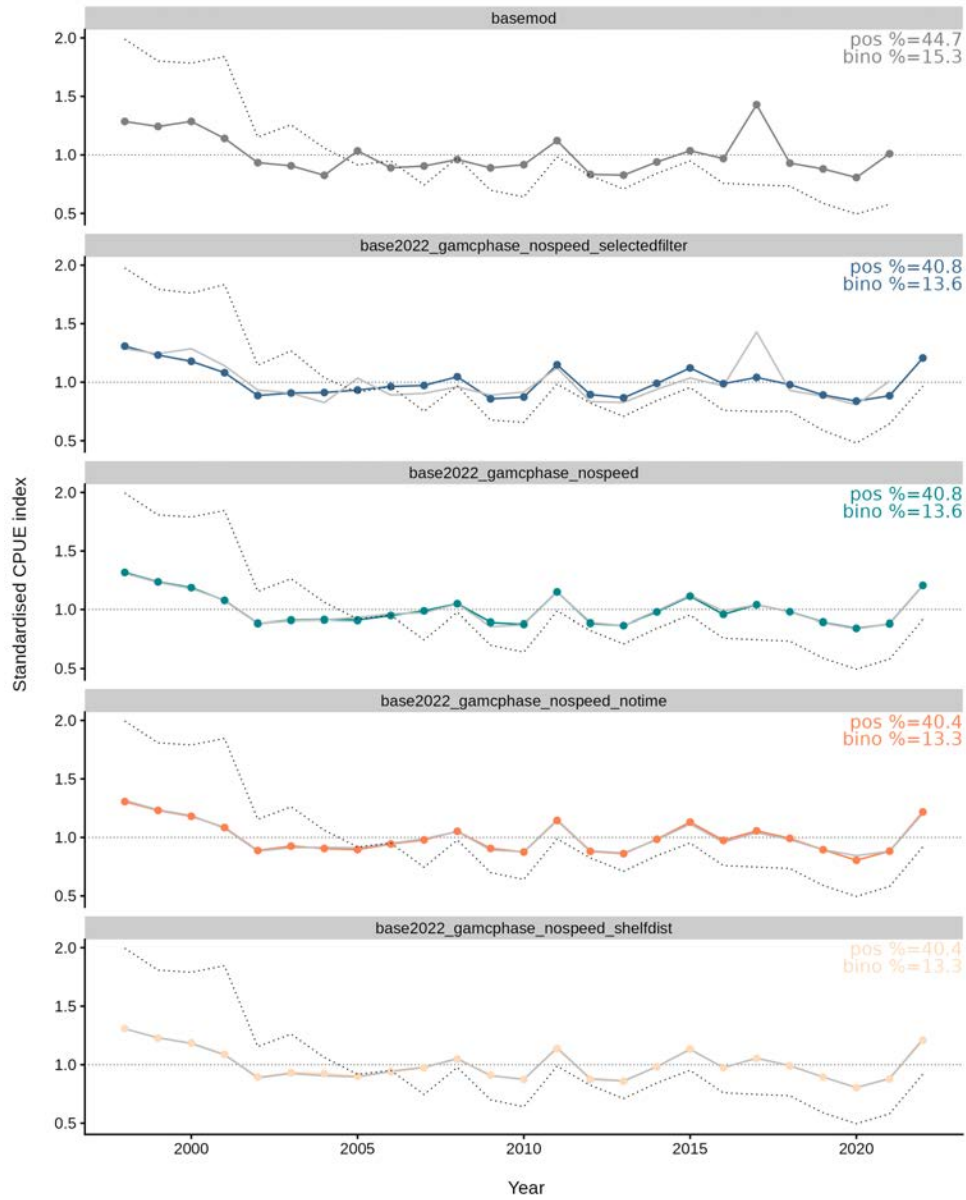 basemod
pos %=44.7
bino %=15.3
2.0
1.5
1.0
0.5
base2022_gamcphase_nospeed_selectedfilter
pos %=40.8
bino %=13.6
2.0
1.5
1.0
0.5
base2022_gamcphase_nospeed
pos %=40.8
bino %=13.6
2.0
1.5
1.0
0.5
base2022_gamcphase_nospeed_notime
pos %=40.4
bino %=13.3
2.0
1.5
1.0
0.5
base2022_gamcphase_nospeed_shelfdist
pos %=40.4
bino %=13.3
2.0
1.5
1.0
0.5
Standardised CPUE index
2000 2005 2010 2015 2020
Year